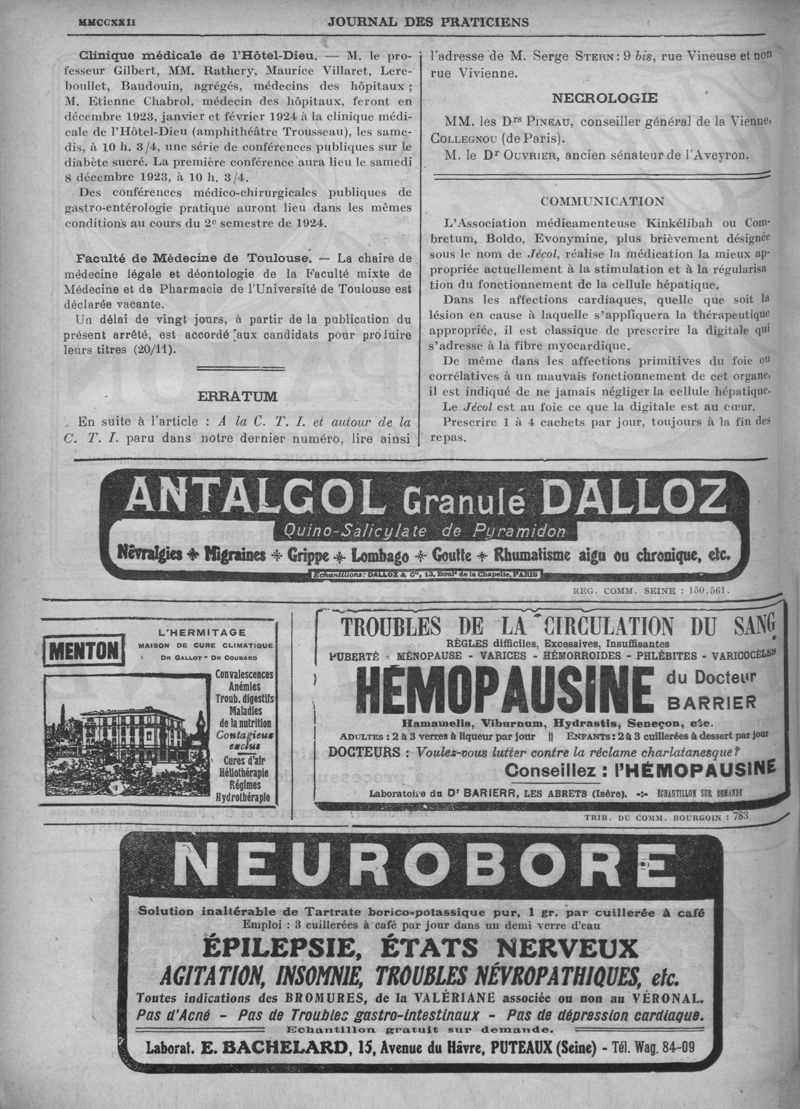 MMCCXXII
JOURNAL DES PRATICIENS
Clinique médicale de l'Hôtel-Dieu. — M. le pro-
fesseur Gilbert, MM. Rathery, Maurice Villaret, Lere-
boullet, Baudouin, agrégés, médecins des hôpitaux ;
M. Etienne Chabrol, médecin des hôpitaux, feront en
décembre 1923, janvier et février 1924 à la clinique médi-
cale de l'Hôtel-Dieu (amphithéâtre Trousseau), les same-
dis, à 10 h. 3/4, une série de conférences publiques sur le
diabète sucré. La première conférence aura lieu le samedi
8 décembre 1923, à 10 h. 3/4.
Des conférences médico-chirurgicales publiques de
gastro-entérologie pratique auront lieu dans les mêmes
conditions au cours du 2e semestre de 1924.
Faculté de Médecine de Toulouse. — La chaire de
médecine légale et déontologie de la Faculté mixte de
Médecine et de Pharmacie de l'Université de Toulouse est
déclarée vacante.
Un délai de vingt jours, à partir de la publication du
présent arrêté, est accordé aux candidats pour produire
leurs titres (20/11).
ERRATUM
En suite à l'article : A la C. T. I. et autour de la
C. T. I. paru dans notre dernier numéro, lire ainsi
l'adresse de M. Serge STERN : 9 bis, rue Vineuse et non
rue Vivienne.
NECROLOGIE
MM. les Drs PINEAU, conseiller général de la Vienne,
COLLEGNOU (de Paris).
M. le Dr OUVRIER, ancien sénateur de l'Aveyron.
COMMUNICATION
L'Association médicamenteuse Kinkélibah ou Com-
bretum, Boldo, Evonymine, plus brièvement désignée
sous le nom de Jécol, réalise la médication la mieux ap-
propriée actuellement à la stimulation et à la régularisa
tion du fonctionnement de la cellule hépatique.
Dans les affections cardiaques, quelle que soit la
lésion en cause à laquelle s'appliquera la thérapeutique
appropriée, il est classique de prescrire la digitale qui
s'adresse à la fibre myocardique.
De même dans les affections primitives du foie ou
corrélatives à un mauvais fonctionnement de cet organe,
il est indiqué de ne jamais négliger la cellule hépatique.
Le Jécol est au foie ce que la digitale est au cœur.
Prescrire 1 à 4 cachets par jour, toujours à la fin des
repas.
ANTALGOL Granulé DALLOZ
Quino-Salicylate de Pyramidon
Névralgies ✦ Migraines ✦ Grippe ✦ Lombago ✦ Goutte ✦ Rhumatisme aigu ou chronique, etc.
Echantillons: DALLOZ & Cie, 13, Bould de la Chapelle, PARIS
REG. COMM. SEINE : 150.561.
MENTON
L'HERMITAGE
MAISON DE CURE CLIMATIQUE
DR GALLOT - DR COUBARD
Convalescences
Anémies
Troub. digestifs
Maladies
de la nutrition
Contagieux
exclus
Cures d'air
Héliothérapie
Régimes
Hydrothérapie
TROUBLES DE LA CIRCULATION DU SANG
RÈGLES difficiles, Excessives, Insuffisantes
PUBERTÉ - MÉNOPAUSE - VARICES - HÉMORROIDES - PHLÉBITES - VARICOCÈLES
HÉMOPAUSINE du Docteur BARRIER
Hamamelis, Viburnum, Hydrastis, Seneçon, etc.
ADULTES : 2 à 3 verres à liqueur par jour || ENFANTS : 2 à 3 cuillerées à dessert par jour
DOCTEURS : Voulez-vous lutter contre la réclame charlatanesque?
Conseillez : l'HÉMOPAUSINE
Laboratoire du Dr BARIERR, LES ABRETS (Isère). -:- ÉCHANTILLON SUR DEMANDE
TRIB. DU COMM. BOURGOIN : 783
NEUROBORE
Solution inaltérable de Tartrate borico-potassique pur, 1 gr. par cuillerée à café
Emploi : 3 cuillerées à café par jour dans un demi verre d'eau
ÉPILEPSIE, ÉTATS NERVEUX
AGITATION, INSOMNIE, TROUBLES NÉVROPATHIQUES, etc.
Toutes indications des BROMURES, de la VALÉRIANE associée ou non au VÉRONAL.
Pas d'Acné - Pas de Troubles gastro-intestinaux - Pas de dépression cardiaque.
Echantillon gratuit sur demande.
Laborat. E. BACHELARD, 15, Avenue du Hâvre, PUTEAUX (Seine) - Tél. Wag. 84-09